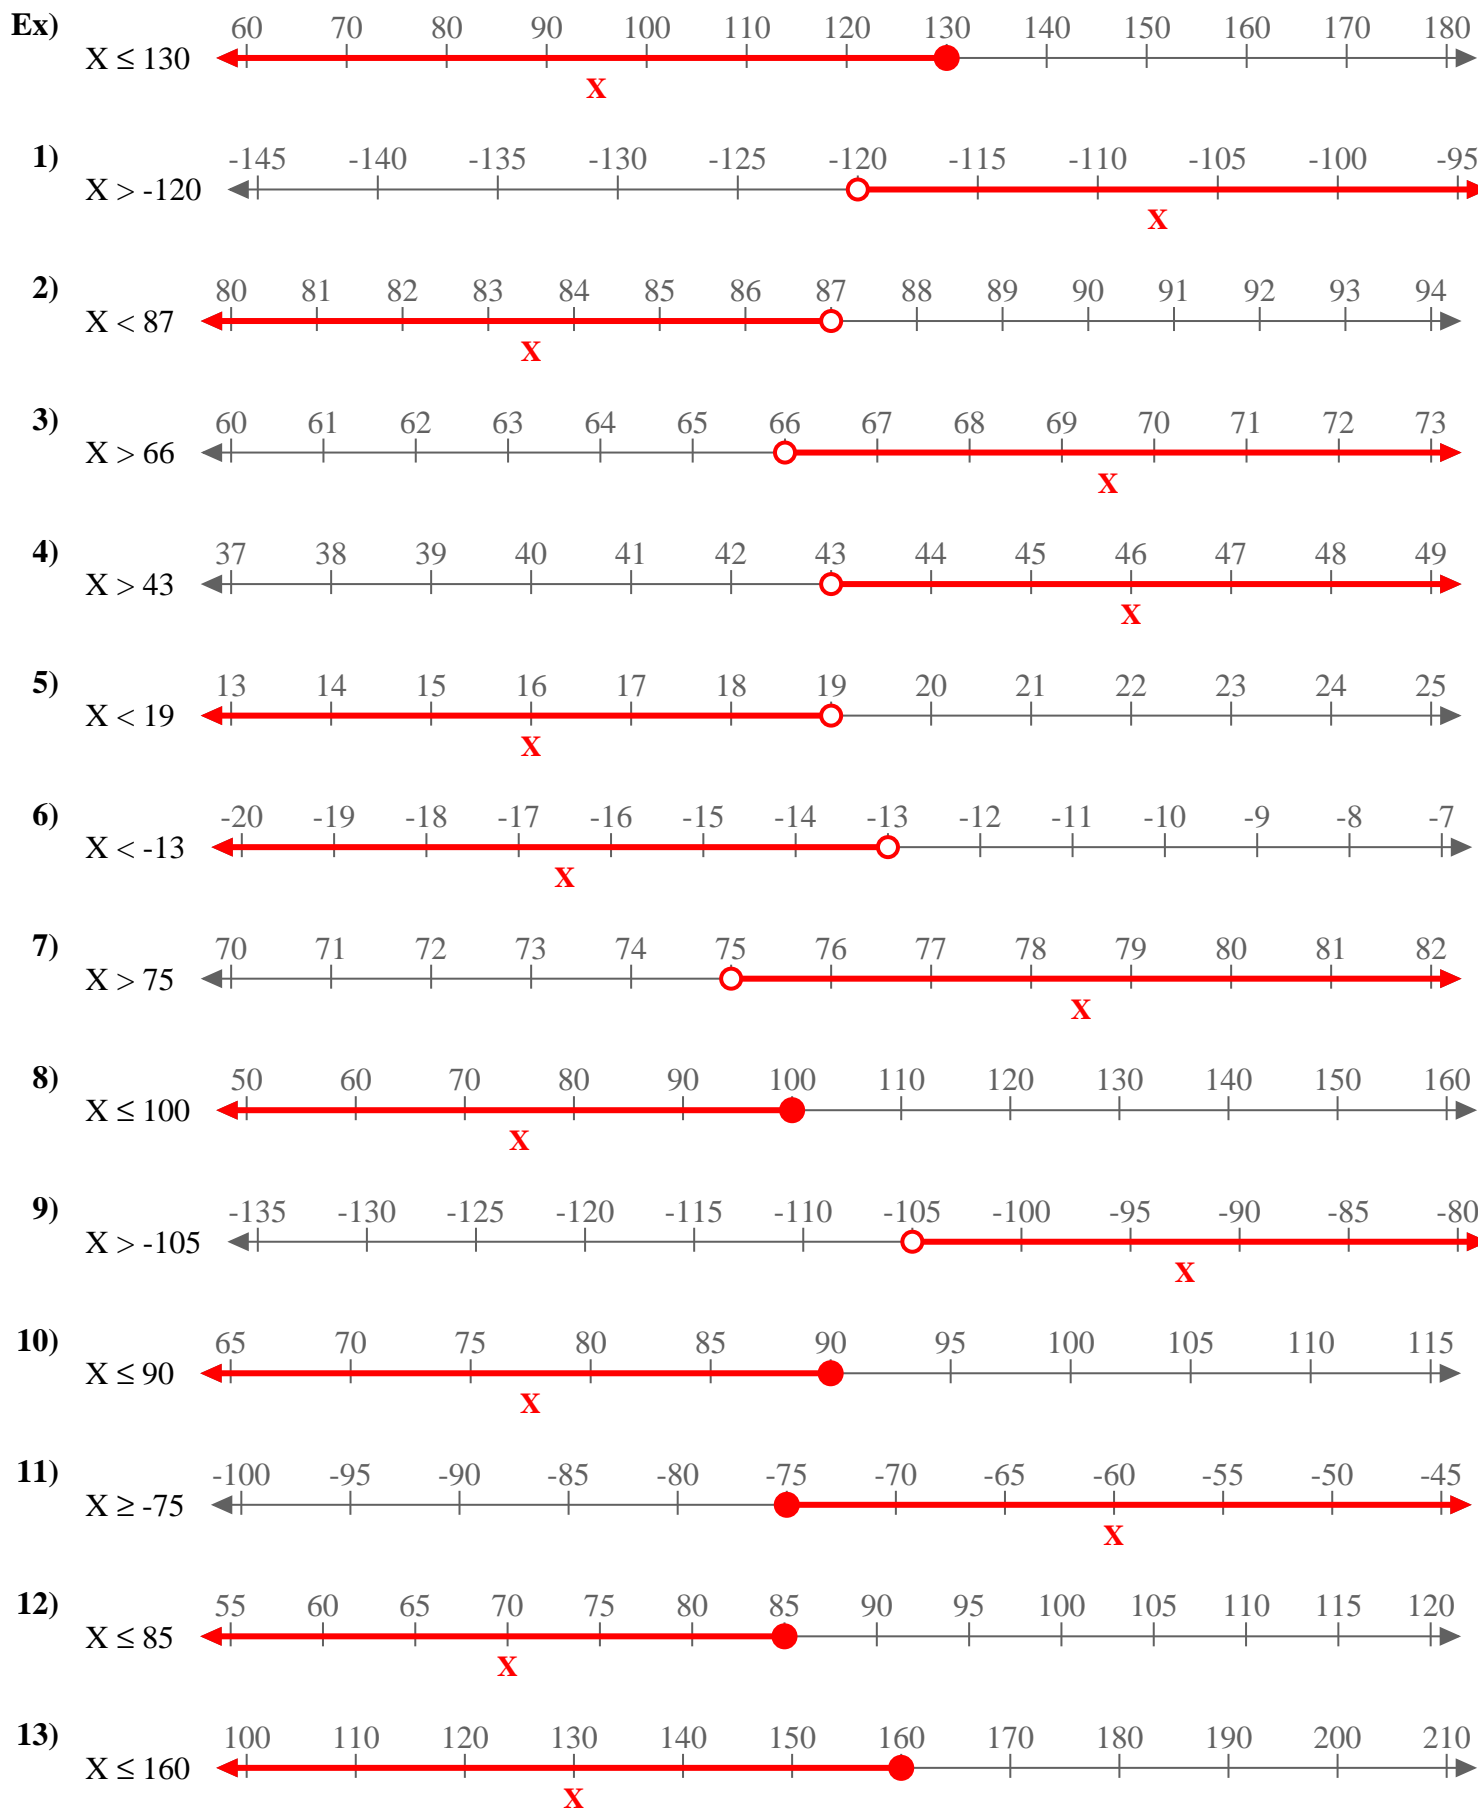 Ex) 60 70 80 90 100 110 120 130 140 150 160 170 180
X ≤ 130
X
1) -145 -140 -135 -130 -125 -120 -115 -110 -105 -100 -95
X > -120
X
2) 80 81 82 83 84 85 86 87 88 89 90 91 92 93 94
X < 87
X
3) 60 61 62 63 64 65 66 67 68 69 70 71 72 73
X > 66
X
4) 37 38 39 40 41 42 43 44 45 46 47 48 49
X > 43
X
5) 13 14 15 16 17 18 19 20 21 22 23 24 25
X < 19
X
6) -20 -19 -18 -17 -16 -15 -14 -13 -12 -11 -10 -9 -8 -7
X < -13
X
7) 70 71 72 73 74 75 76 77 78 79 80 81 82
X > 75
X
8) 50 60 70 80 90 100 110 120 130 140 150 160
X ≤ 100
X
9) -135 -130 -125 -120 -115 -110 -105 -100 -95 -90 -85 -80
X > -105
X
10) 65 70 75 80 85 90 95 100 105 110 115
X ≤ 90
X
11) -100 -95 -90 -85 -80 -75 -70 -65 -60 -55 -50 -45
X ≥ -75
X
12) 55 60 65 70 75 80 85 90 95 100 105 110 115 120
X ≤ 85
X
13) 100 110 120 130 140 150 160 170 180 190 200 210
X ≤ 160
X